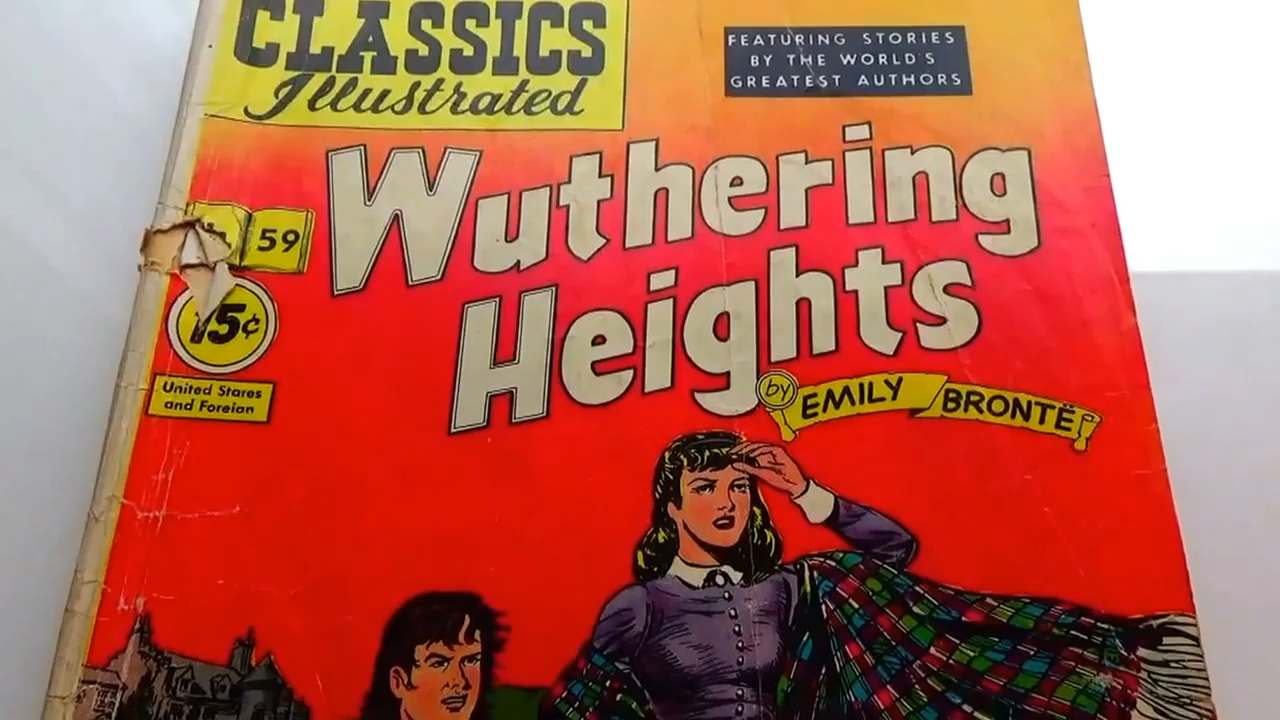 CLASSICS
Illustrated
FEATURING STORIES
BY THE WORLD'S
GREATEST AUTHORS
Wuthering
Heights
59
15¢
United States
and Foreign
by EMILY BRONTË